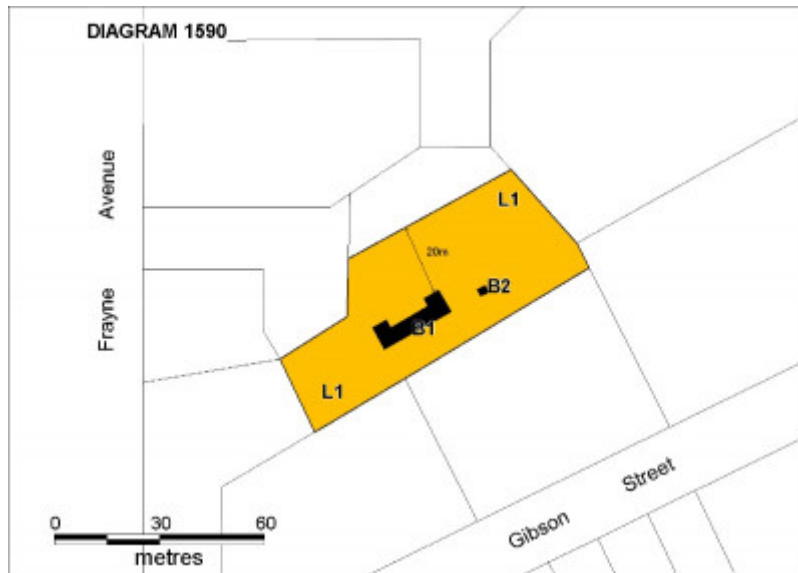 DIAGRAM 1590
Frayne Avenue
L1
20m
B2
B1
L1
Gibson Street
0 30 60
metres